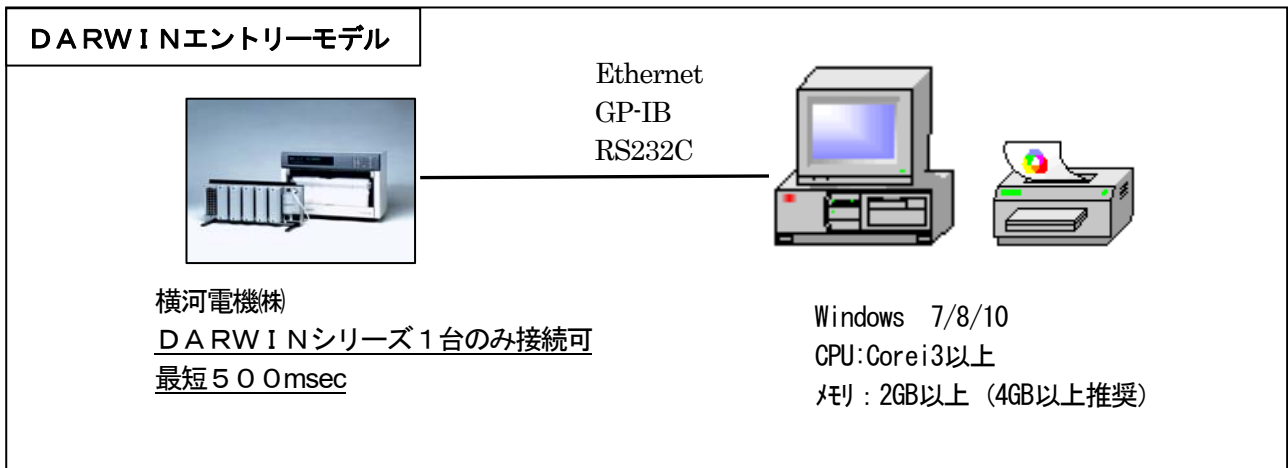 ＤＡＲＷＩＮエントリーモデル
Ethernet
GP-IB
RS232C
横河電機㈱
ＤＡＲＷＩＮシリーズ１台のみ接続可
最短５００msec
Windows　7/8/10
CPU:Corei3以上
ﾒﾓﾘ：2GB以上（4GB以上推奨）